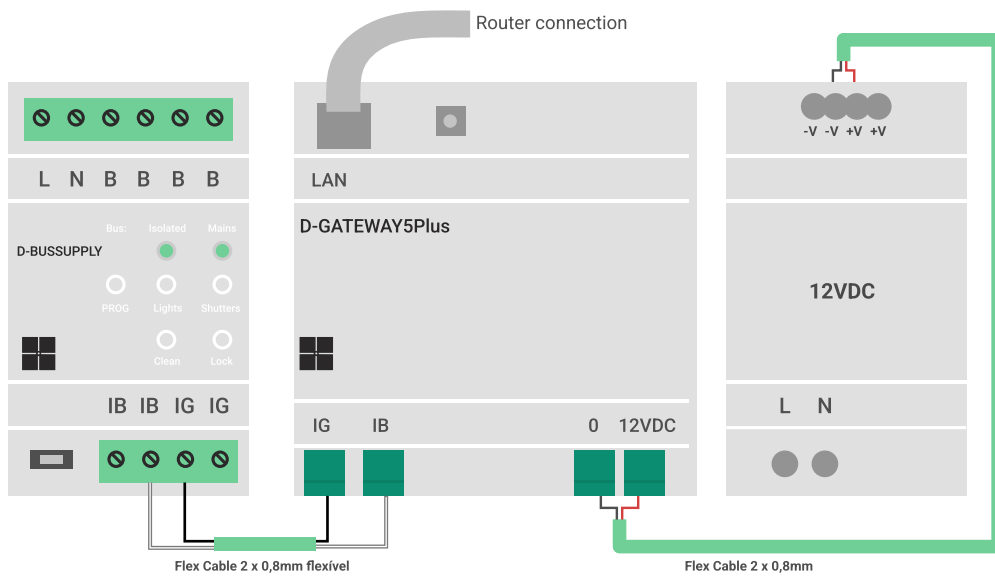 Router connection
-V -V +V +V
L N B B B B
LAN
Bus: Isolated Mains
D-BUSSUPPLY
D-GATEWAY5Plus
PROG Lights Shutters
12VDC
Clean Lock
IB IB IG IG
IG IB 0 12VDC
L N
Flex Cable 2 x 0,8mm flexível
Flex Cable 2 x 0,8mm